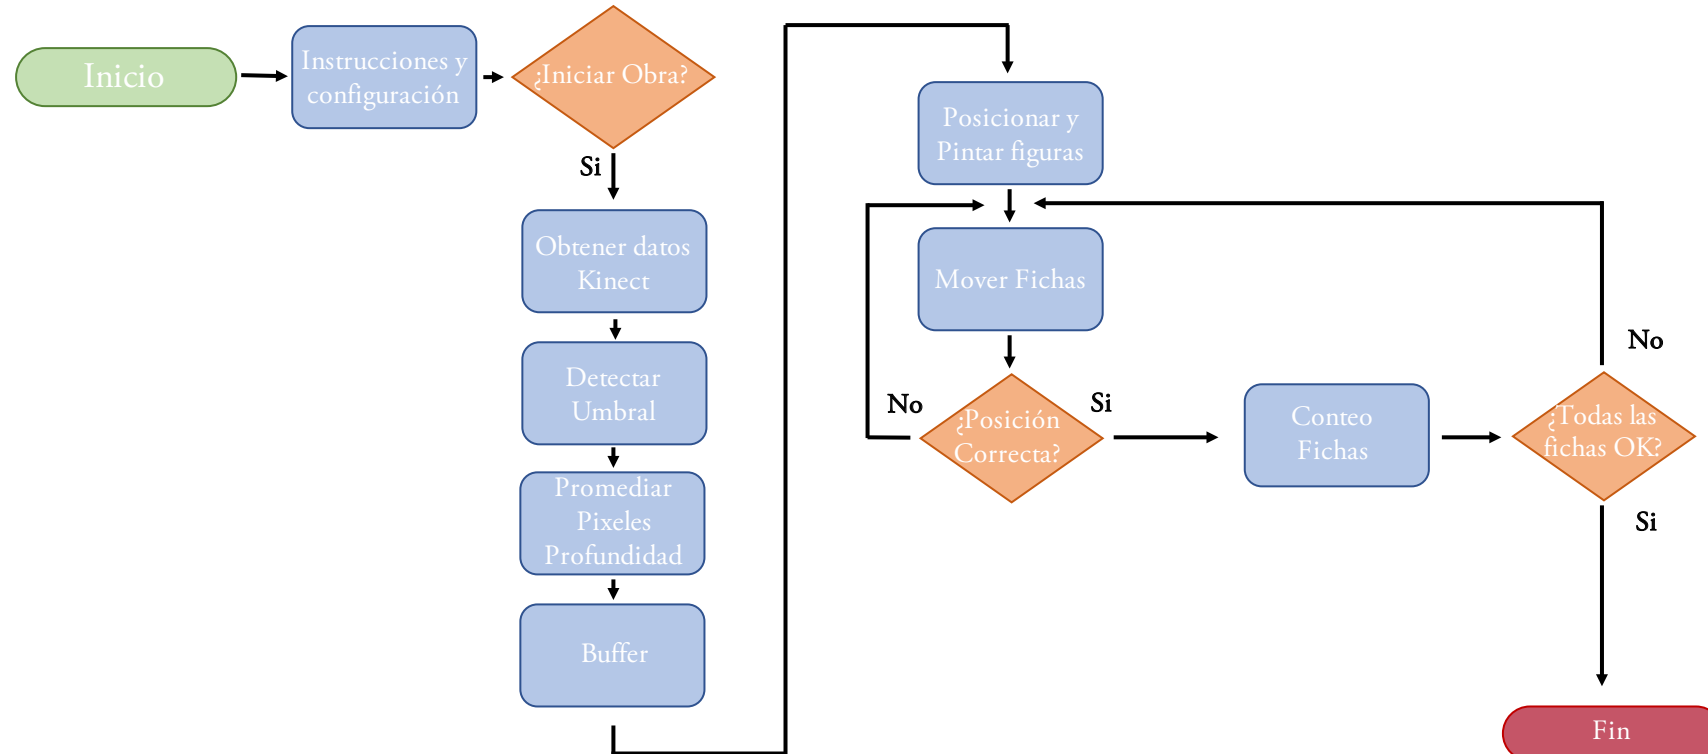 Inicio
Instrucciones y
configuración
¿Iniciar Obra?
Si
Obtener datos
Kinect
Detectar
Umbral
Promediar
Pixeles
Profundidad
Buffer
Posicionar y
Pintar figuras
Mover Fichas
¿Posición
Correcta?
No
Si
Conteo
Fichas
¿Todas las
fichas OK?
No
Si
Fin